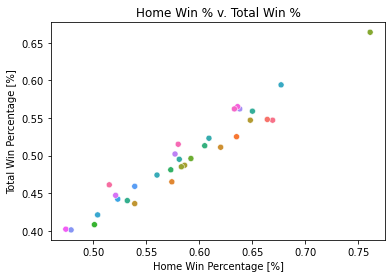 Home Win % v. Total Win %
Total Win Percentage [%]
0.65
0.60
0.55
0.50
0.45
0.40
0.50 0.55 0.60 0.65 0.70 0.75
Home Win Percentage [%]